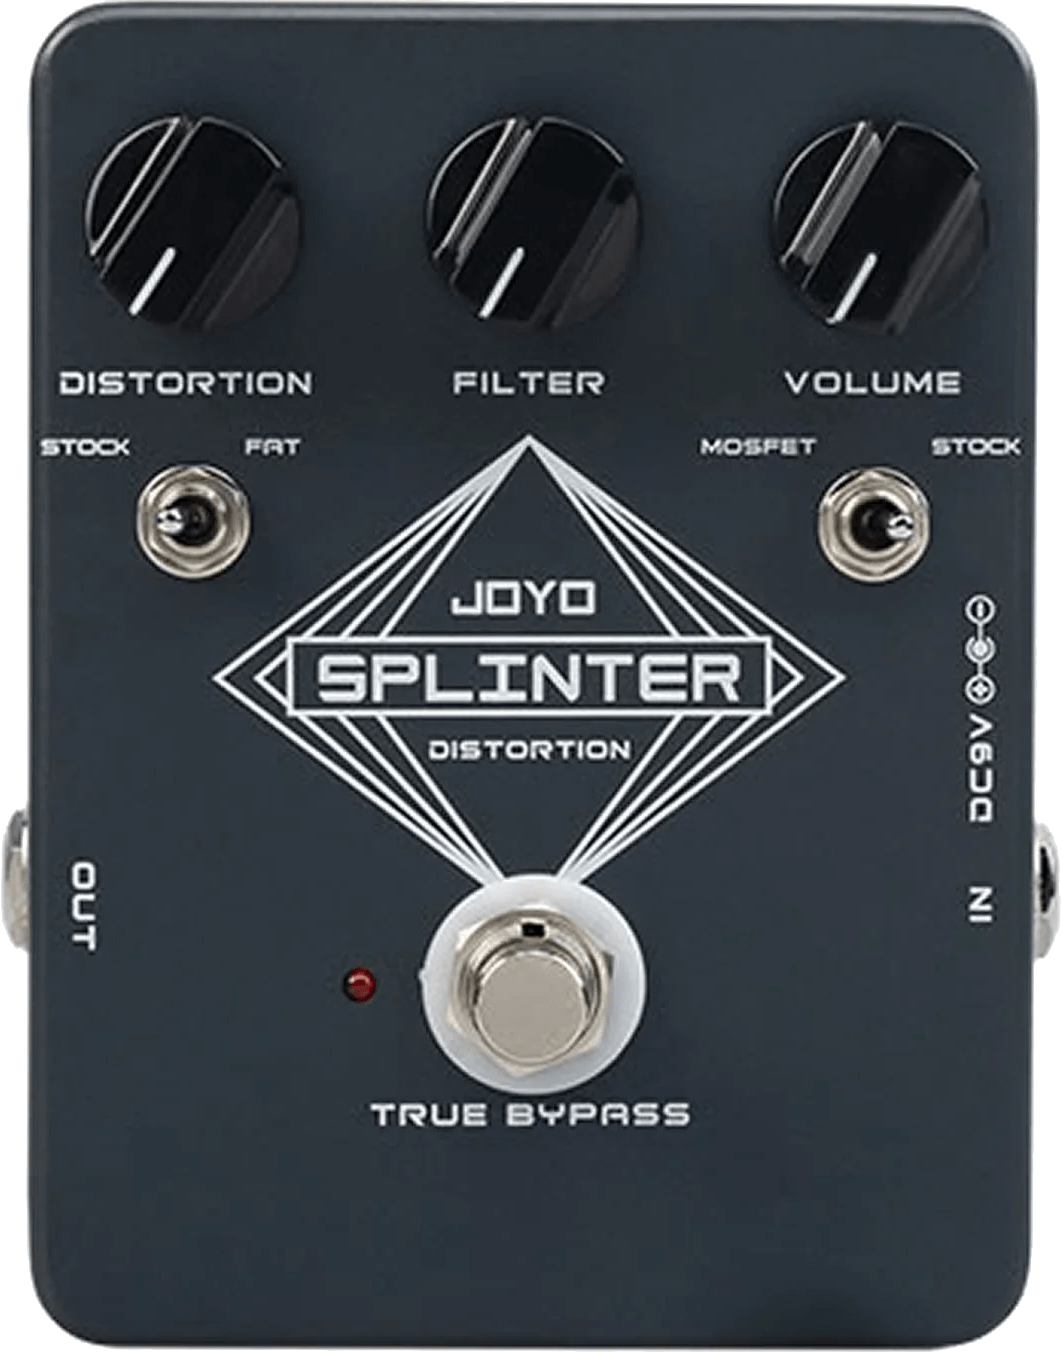 DISTORTION
FILTER
VOLUME
STOCK
FAT
MOSFET
STOCK
JOYO
SPLINTER
DISTORTION
DC9V
OUT
IN
TRUE BYPASS